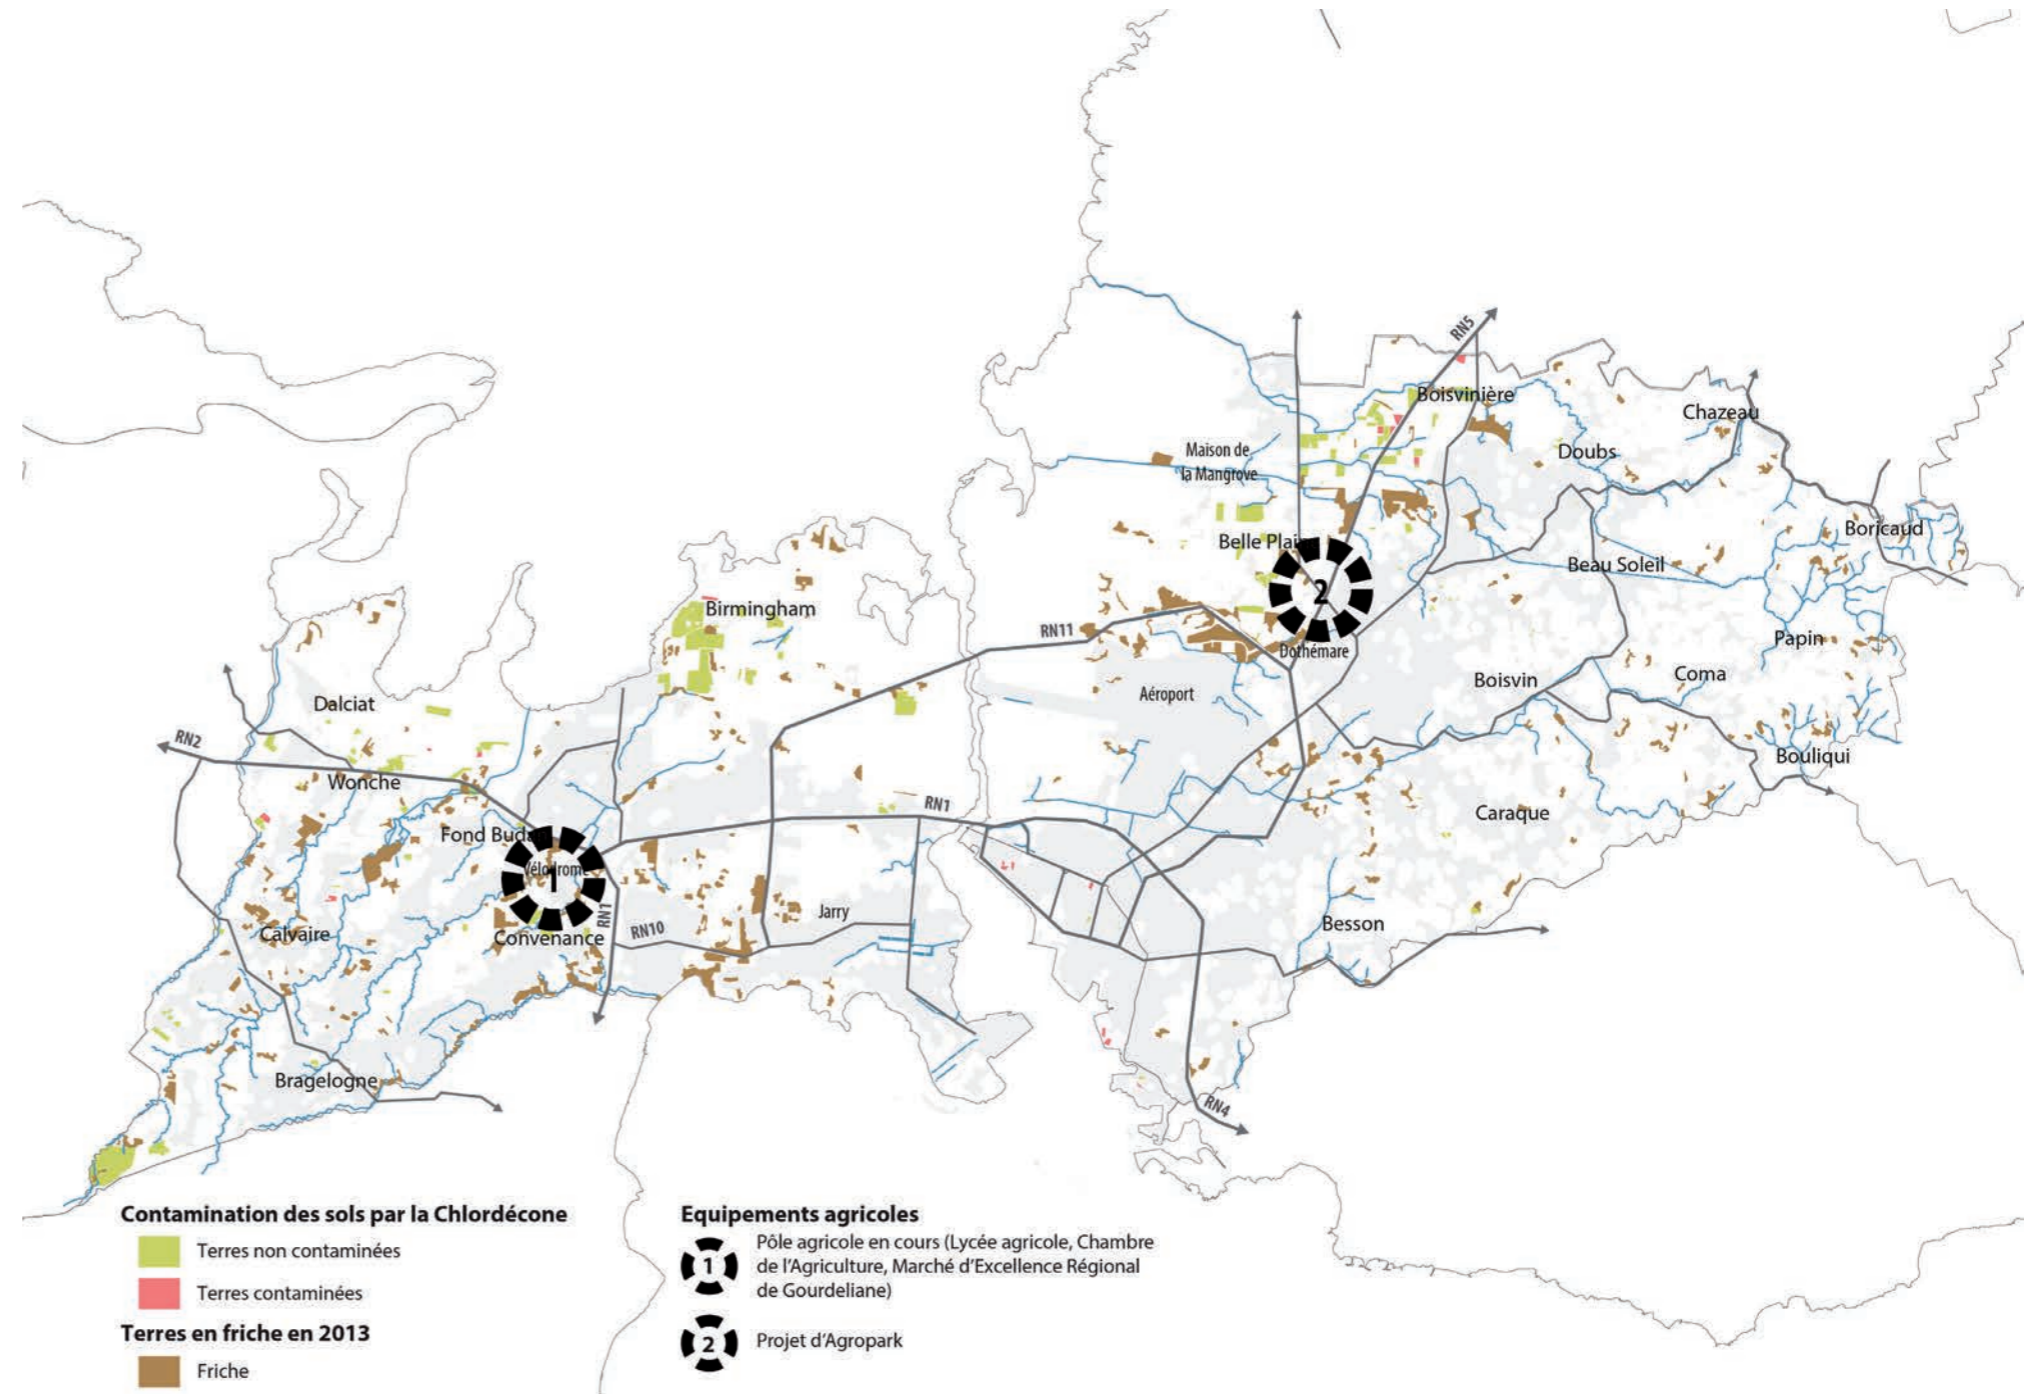 RN5
Boisvinière
Chazeau
Maison de
la Mangrove
Doubs
Boricaud
Belle Plaine
Beau Soleil
2
Birmingham
RN11
Papin
Dothémare
Coma
Boisvin
Aéroport
Dalciat
RN2
Bouliqui
Wonche
RN1
Caraque
Fond Budan
Vélodrome
1
Jarry
RN1
Besson
Calvaire
Convenance
RN10
Bragelogne
RN4
Contamination des sols par la Chlordécone
Terres non contaminées
Terres contaminées
Terres en friche en 2013
Friche
Equipements agricoles
1
Pôle agricole en cours (Lycée agricole, Chambre
de l'Agriculture, Marché d'Excellence Régional
de Gourdeliane)
2
Projet d'Agropark